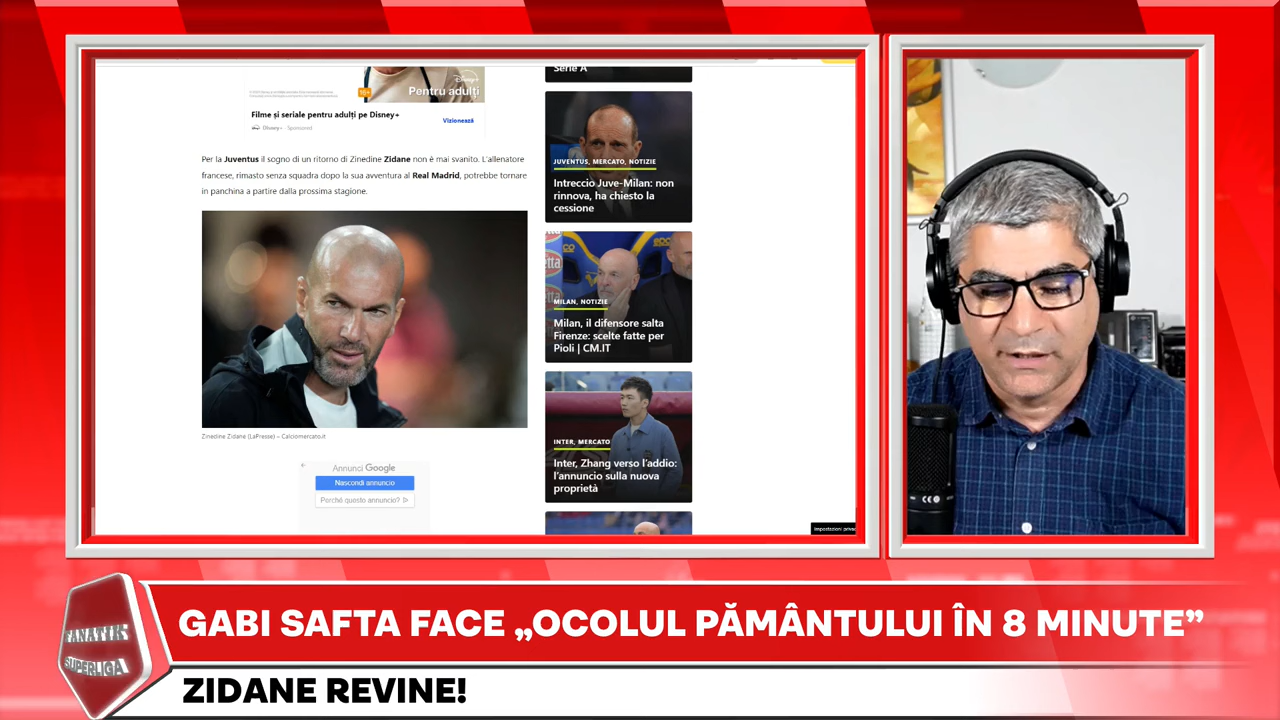 Disney+
Pentru adulți
Filme și seriale pentru adulți pe Disney+
Disney+ · Sponsored
Vizionează
Per la Juventus il sogno di un ritorno di Zinedine Zidane non è mai svanito. L'allenatore
francese, rimasto senza squadra dopo la sua avventura al Real Madrid, potrebbe tornare
in panchina a partire dalla prossima stagione.
Zinedine Zidane (LaPresse) – Calciomercato.it
Annunci Google
Nascondi annuncio
Perché questo annuncio?
Serie A
JUVENTUS, MERCATO, NOTIZIE
Intreccio Juve-Milan: non
rinnova, ha chiesto la
cessione
MILAN, NOTIZIE
Milan, il difensore salta
Firenze: scelte fatte per
Pioli | CM.IT
INTER, MERCATO
Inter, Zhang verso l'addio:
l'annuncio sulla nuova
proprietà
Impostazioni privac
FANATIK
SUPERLIGA
GABI SAFTA FACE „OCOLUL PĂMÂNTULUI ÎN 8 MINUTE”
ZIDANE REVINE!